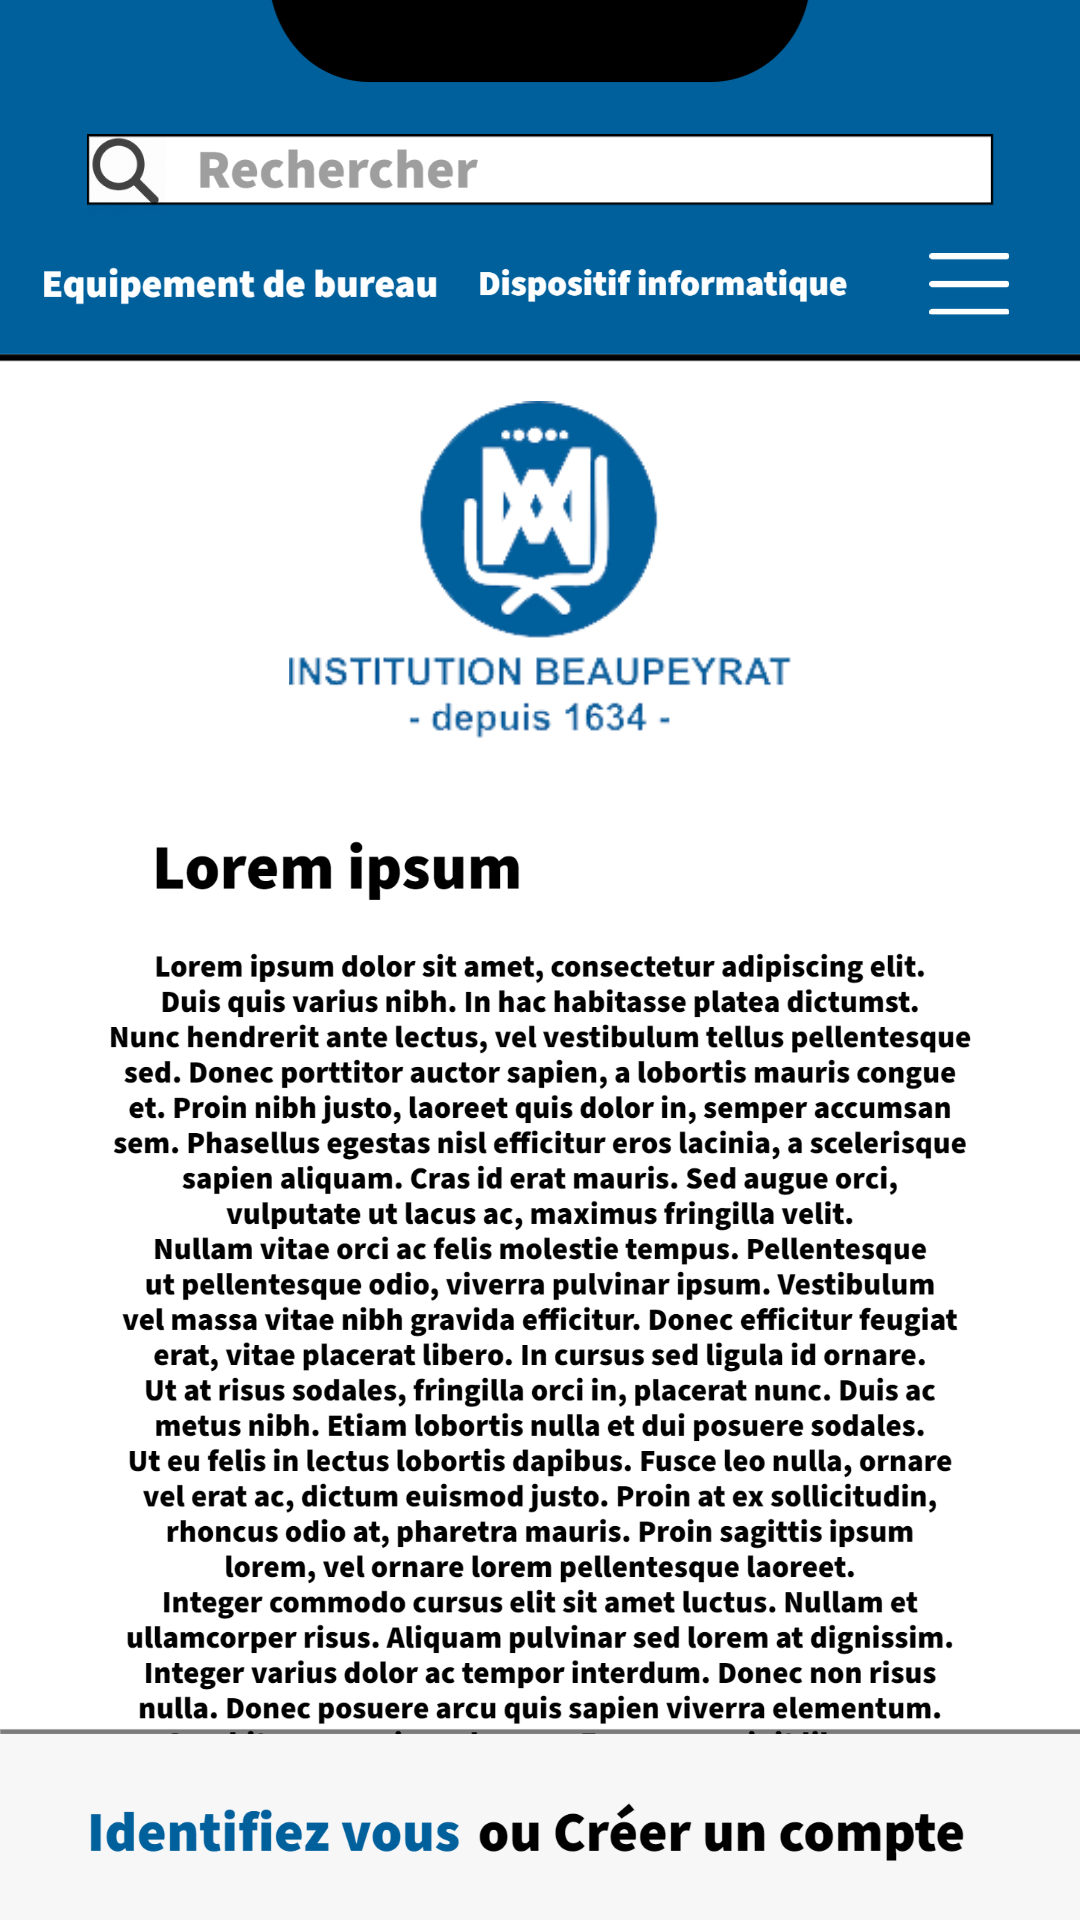 Rechercher
Equipement de bureau Dispositif informatique
INSTITUTION BEAUPEYRAT
- depuis 1634 -
Lorem ipsum
Lorem ipsum dolor sit amet, consectetur adipiscing elit.
Duis quis varius nibh. In hac habitasse platea dictumst.
Nunc hendrerit ante lectus, vel vestibulum tellus pellentesque
sed. Donec porttitor auctor sapien, a lobortis mauris congue
et. Proin nibh justo, laoreet quis dolor in, semper accumsan
sem. Phasellus egestas nisl efficitur eros lacinia, a scelerisque
sapien aliquam. Cras id erat mauris. Sed augue orci,
vulputate ut lacus ac, maximus fringilla velit.
Nullam vitae orci ac felis molestie tempus. Pellentesque
ut pellentesque odio, viverra pulvinar ipsum. Vestibulum
vel massa vitae nibh gravida efficitur. Donec efficitur feugiat
erat, vitae placerat libero. In cursus sed ligula id ornare.
Ut at risus sodales, fringilla orci in, placerat nunc. Duis ac
metus nibh. Etiam lobortis nulla et dui posuere sodales.
Ut eu felis in lectus lobortis dapibus. Fusce leo nulla, ornare
vel erat ac, dictum euismod justo. Proin at ex sollicitudin,
rhoncus odio at, pharetra mauris. Proin sagittis ipsum
lorem, vel ornare lorem pellentesque laoreet.
Integer commodo cursus elit sit amet luctus. Nullam et
ullamcorper risus. Aliquam pulvinar sed lorem at dignissim.
Integer varius dolor ac tempor interdum. Donec non risus
nulla. Donec posuere arcu quis sapien viverra elementum.
Identifiez vous ou Créer un compte